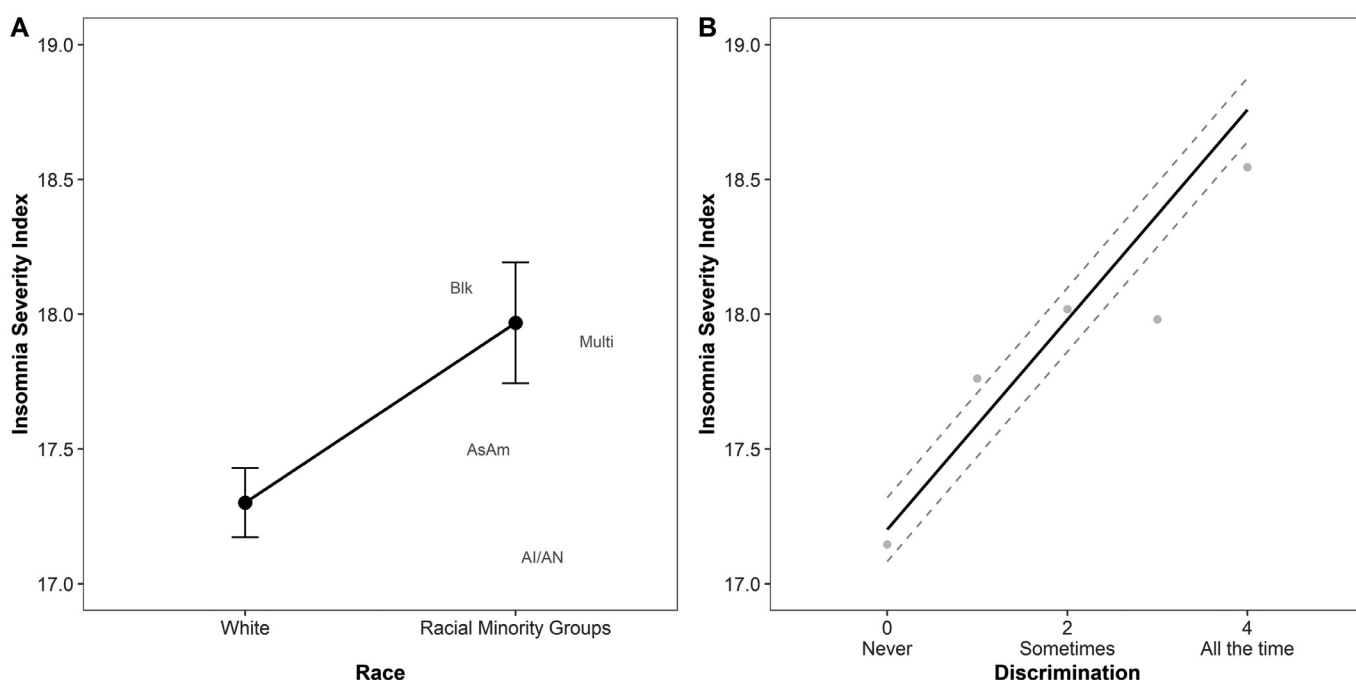 A
Insomnia Severity Index
19.0
18.5
18.0
17.5
17.0
Blk
Multi
AsAm
AI/AN
White
Racial Minority Groups
Race
B
Insomnia Severity Index
19.0
18.5
18.0
17.5
17.0
0
2
4
Never
Sometimes
All the time
Discrimination